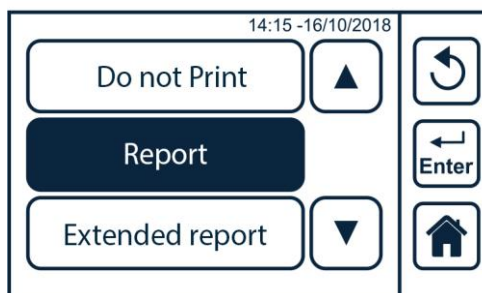 14:15 -16/10/2018
Do not Print
Report
Enter
Extended report